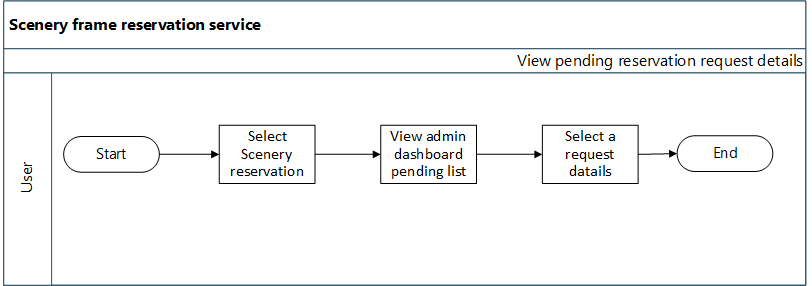 Scenery frame reservation service
View pending reservation request details
User
Start
Select
Scenery
reservation
View admin
dashboard
pending list
Select a
request
datails
End